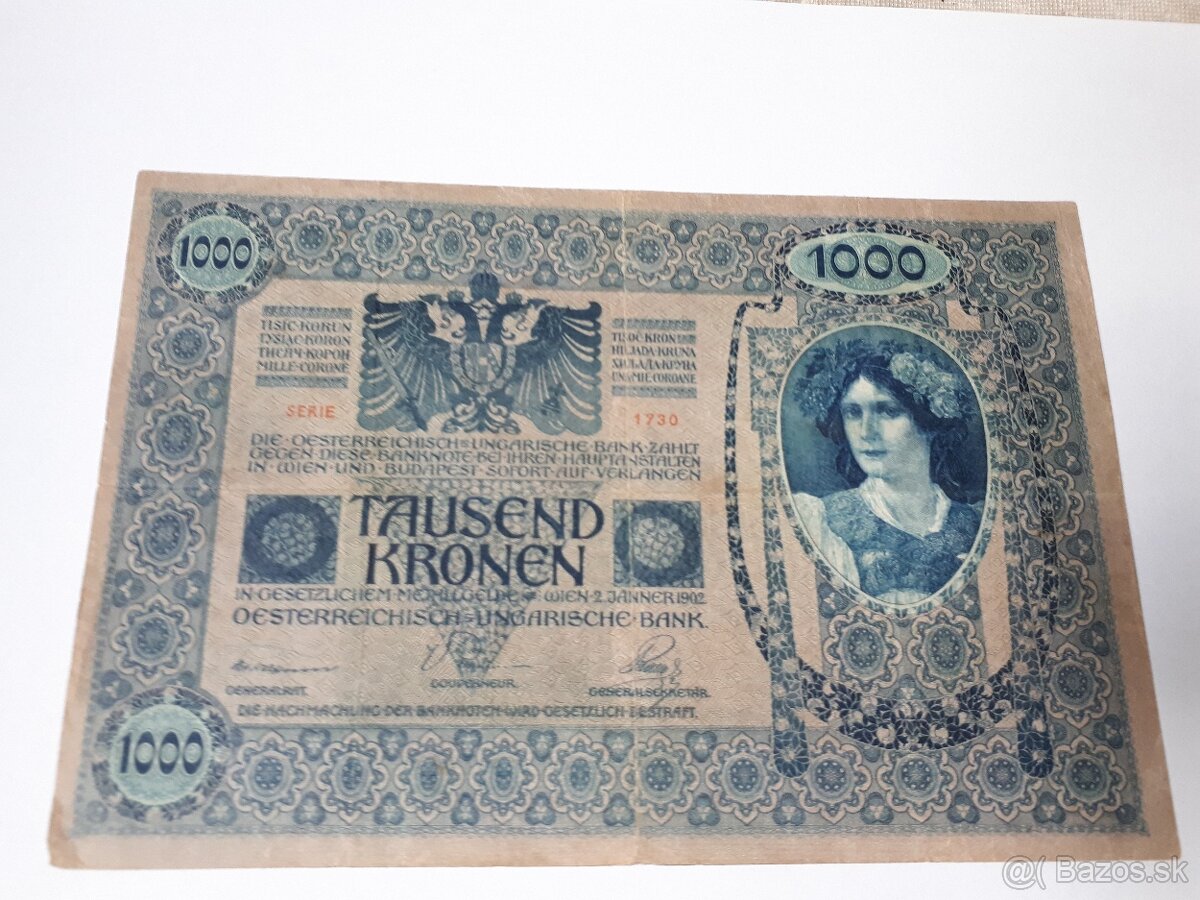 1000
1000
TISIC·KORUN
TYSIĄC·KORON
ТИСЯЧ·КОРОН
MILLE·CORONE
TISOČ KRON
HILJADA·KRUNA
ХИЉАДА·КРУНА
UNA MIE COROANE
SERIE
1730
DIE·OESTERREICHISCH=UNGARISCHE·BANK·ZAHLT
GEGEN·DIESE·BANKNOTE·BEI·IHREN·HAUPTANSTALTEN
IN·WIEN·UND·BUDAPEST·SOFORT·AUF·VERLANGEN
TAUSEND
KRONEN
IN·GESETZLICHEM·METALLGELDE·WIEN·2.JÄNNER 1902
OESTERREICHISCH=UNGARISCHE·BANK.
GENERALRAT.
GOUVERNEUR.
GENERALSEKRETÄR.
DIE NACHMACHUNG DER BANKNOTEN WIRD GESETZLICH BESTRAFT.
1000
@( Bazos.sk